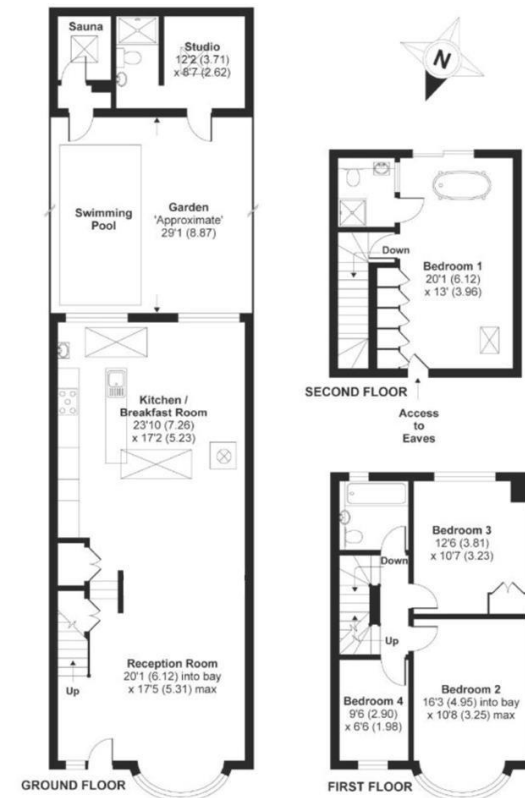 Sauna
Studio
12'2 (3.71)
x 8'7 (2.62)
N
Swimming
Pool
Garden
'Approximate'
29'1 (8.87)
Kitchen /
Breakfast Room
23'10 (7.26)
x 17'2 (5.23)
Reception Room
20'1 (6.12) into bay
x 17'5 (5.31) max
Up
GROUND FLOOR
Down
Bedroom 1
20'1 (6.12)
x 13' (3.96)
SECOND FLOOR
Access
to
Eaves
Down
Bedroom 3
12'6 (3.81)
x 10'7 (3.23)
Up
Bedroom 4
9'6 (2.90)
x 6'6 (1.98)
Bedroom 2
16'3 (4.95) into bay
x 10'8 (3.25) max
FIRST FLOOR